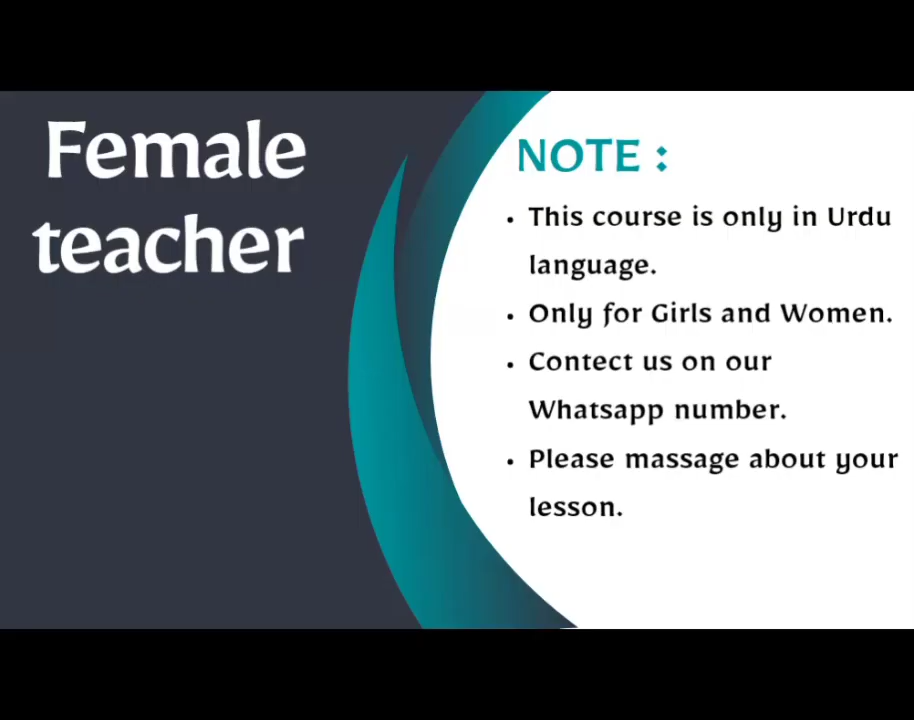 Female
teacher
NOTE :
• This course is only in Urdu
language.
• Only for Girls and Women.
• Contect us on our
Whatsapp number.
• Please massage about your
lesson.